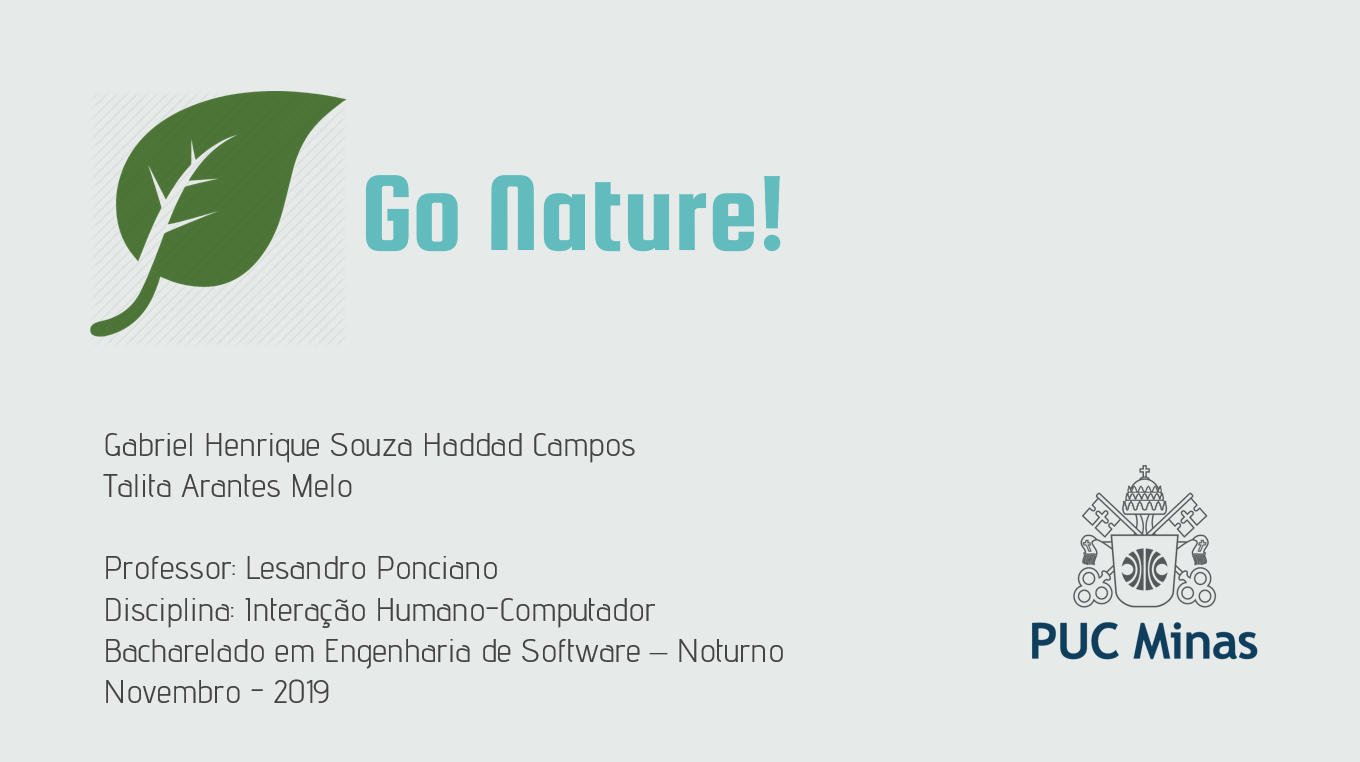 Go Nature!
Gabriel Henrique Souza Haddad Campos
Talita Arantes Melo
Professor: Lesandro Ponciano
Disciplina: Interação Humano-Computador
Bacharelado em Engenharia de Software – Noturno
Novembro - 2019
PUC Minas